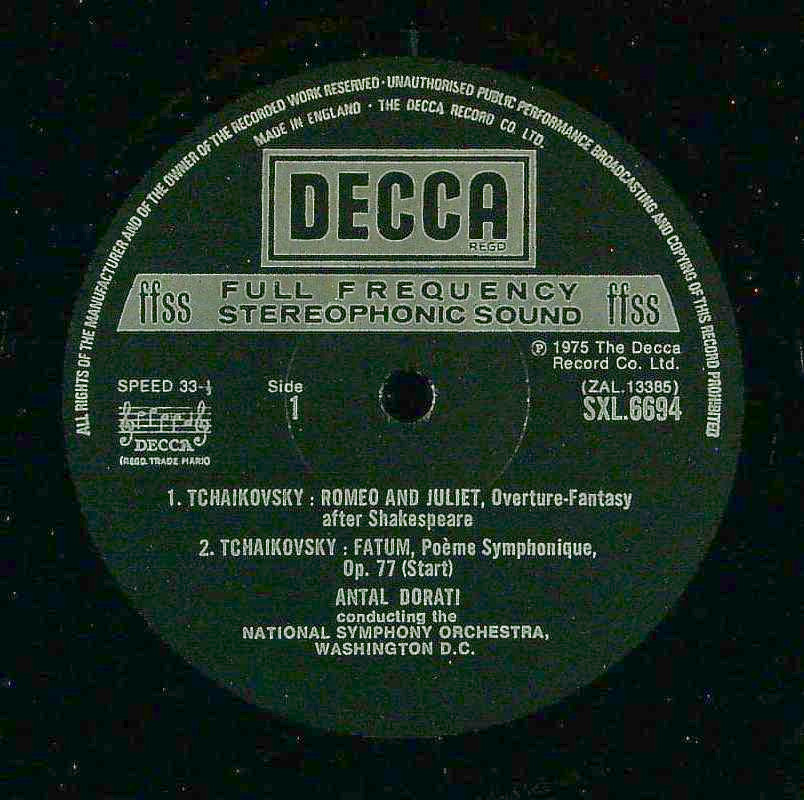 ALL RIGHTS OF THE MANUFACTURER AND OF THE OWNER OF THE RECORDED WORK RESERVED · UNAUTHORISED PUBLIC PERFORMANCE BROADCASTING AND COPYING OF THIS RECORD PROHIBITED
MADE IN ENGLAND · THE DECCA RECORD CO. LTD.
DECCA
REGD
ffss FULL FREQUENCY STEREOPHONIC SOUND ffss
℗ 1975 The Decca
Record Co. Ltd.
SPEED 33-⅓
Side
1
(ZAL.13385)
SXL.6694
ffrr
DECCA
(REGD. TRADE MARK)
1. TCHAIKOVSKY : ROMEO AND JULIET, Overture-Fantasy
after Shakespeare
2. TCHAIKOVSKY : FATUM, Poème Symphonique,
Op. 77 (Start)
ANTAL DORATI
conducting the
NATIONAL SYMPHONY ORCHESTRA,
WASHINGTON D.C.